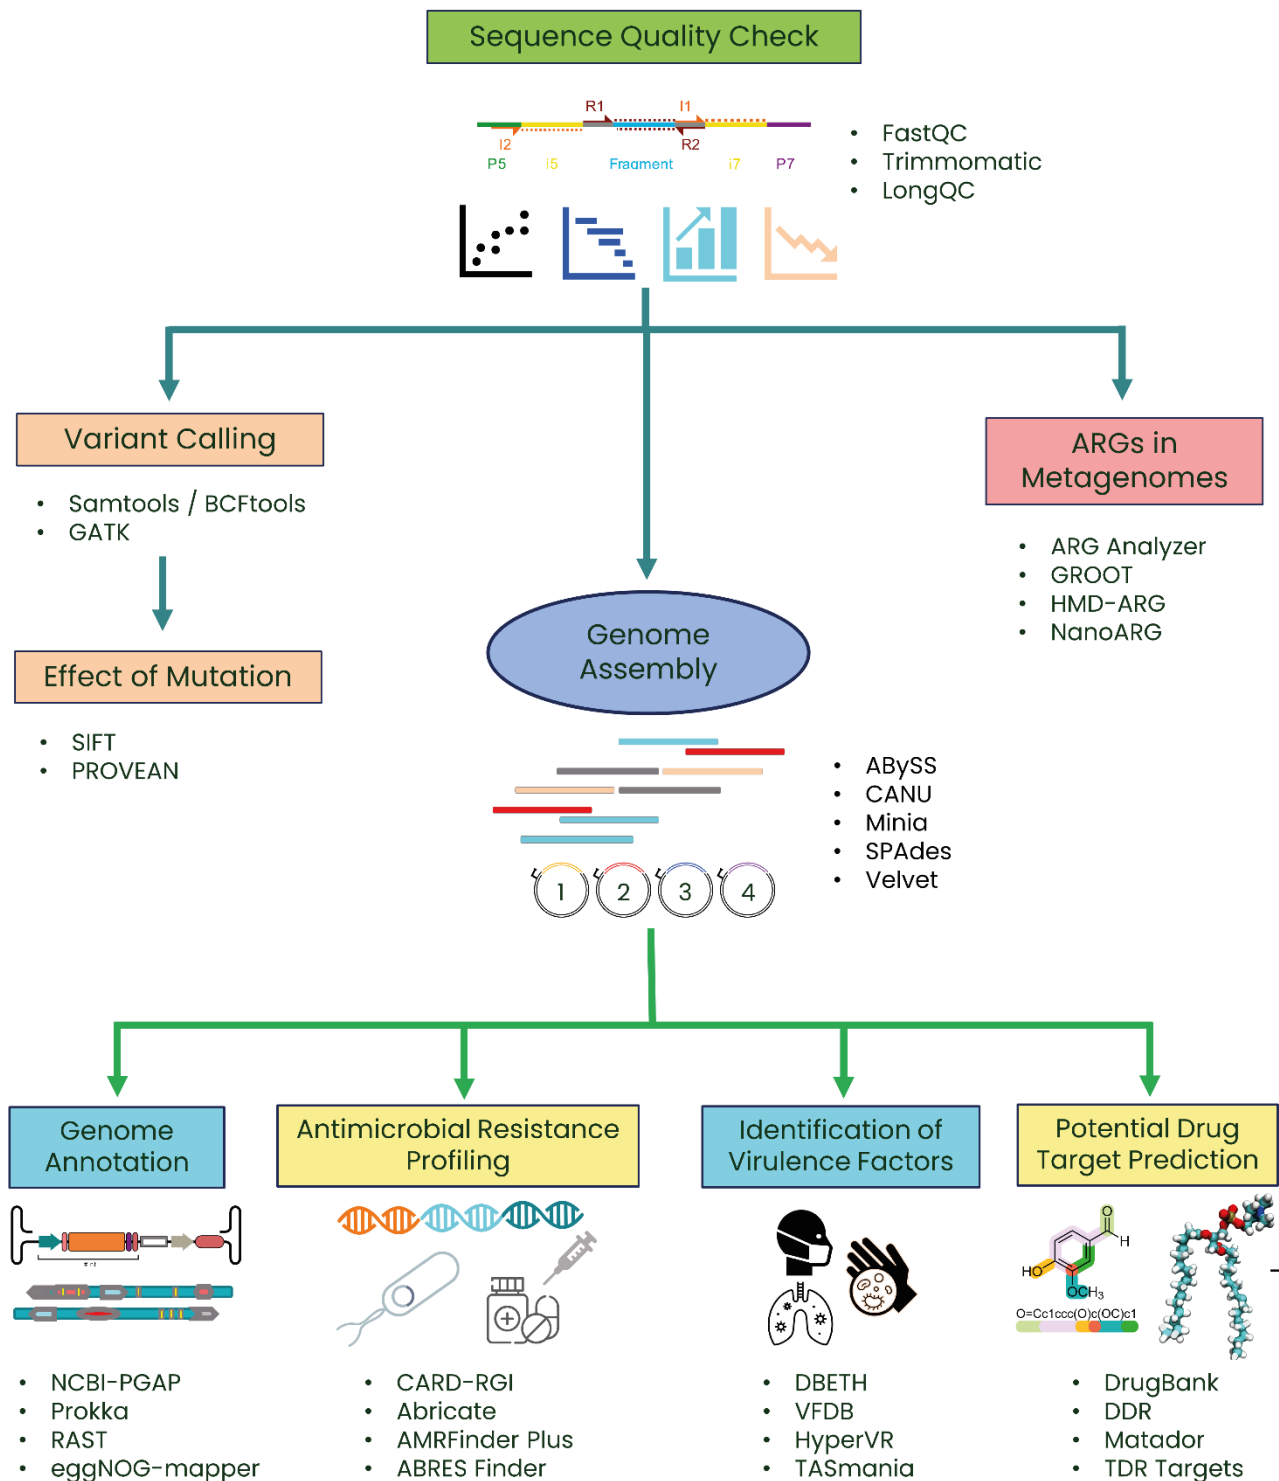 Sequence Quality Check
R1
I1
I2
R2
P5
i5
Fragment
i7
P7
• FastQC
• Trimmomatic
• LongQC
Variant Calling
• Samtools / BCFtools
• GATK
Effect of Mutation
• SIFT
• PROVEAN
ARGs in
Metagenomes
• ARG Analyzer
• GROOT
• HMD-ARG
• NanoARG
Genome
Assembly
• ABySS
• CANU
• Minia
• SPAdes
• Velvet
1
2
3
4
Genome
Annotation
• NCBI-PGAP
• Prokka
• RAST
• eggNOG-mapper
Antimicrobial Resistance
Profiling
• CARD-RGI
• Abricate
• AMRFinder Plus
• ABRES Finder
Identification of
Virulence Factors
• DBETH
• VFDB
• HyperVR
• TASmania
Potential Drug
Target Prediction
O
H
HO
OCH3
O=Cc1ccc(O)c(OC)c1
• DrugBank
• DDR
• Matador
• TDR Targets